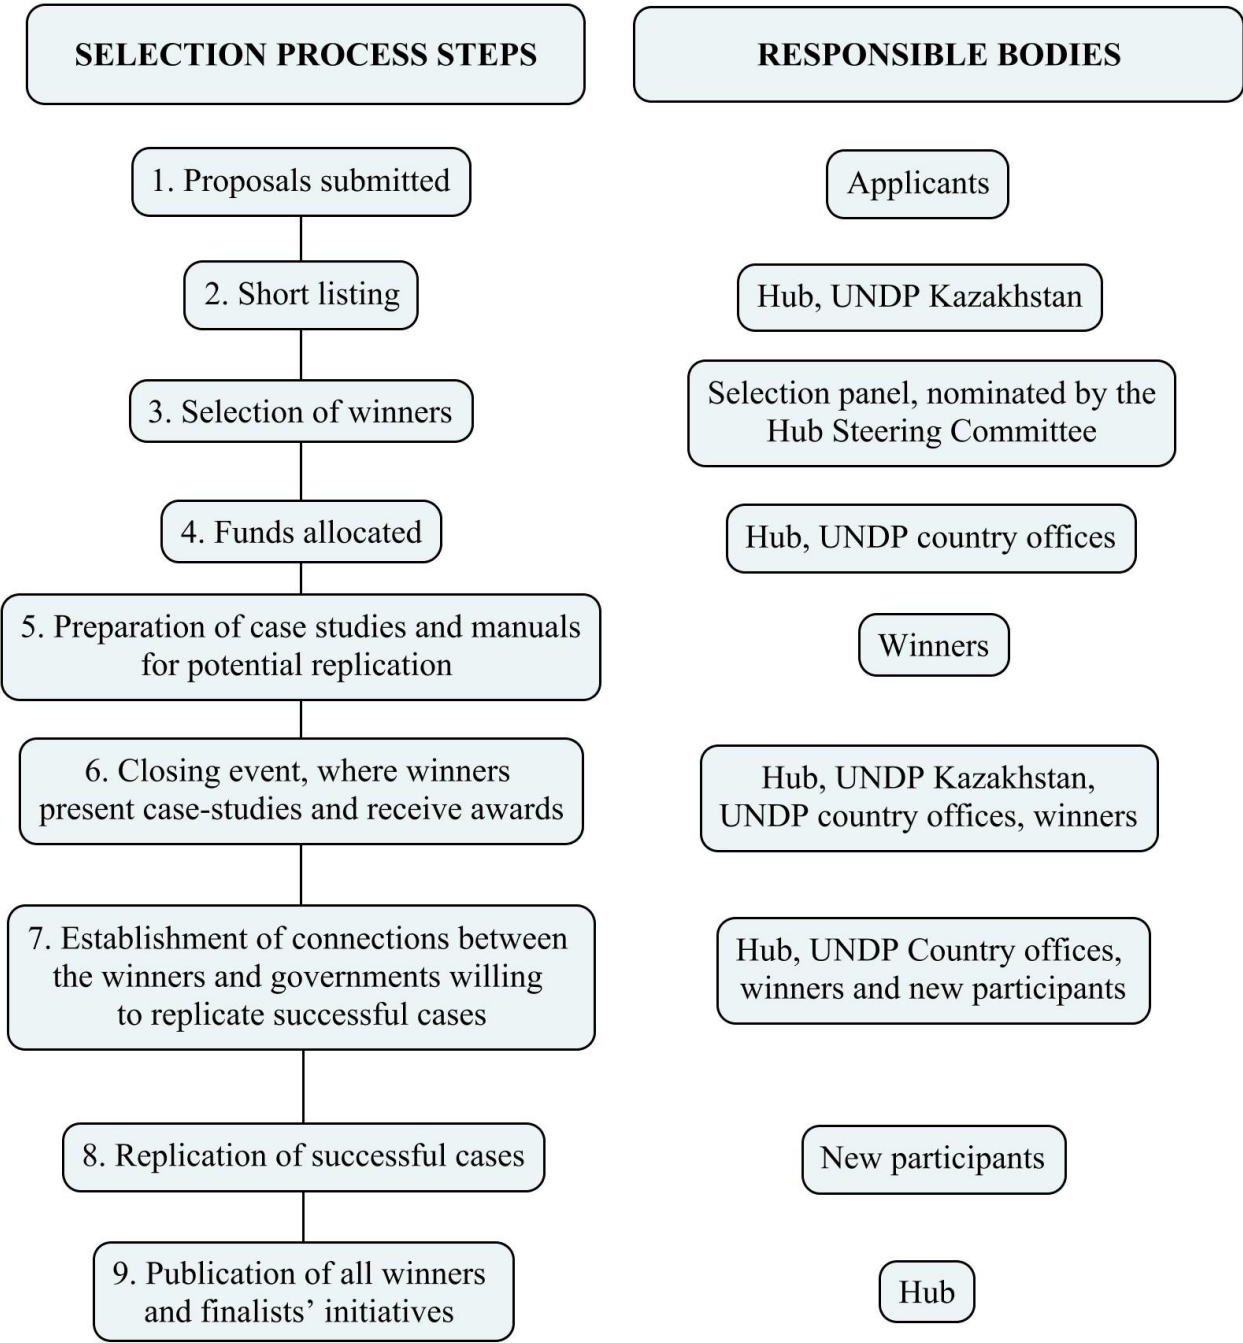 SELECTION PROCESS STEPS
RESPONSIBLE BODIES
1. Proposals submitted
Applicants
2. Short listing
Hub, UNDP Kazakhstan
3. Selection of winners
Selection panel, nominated by the
Hub Steering Committee
4. Funds allocated
Hub, UNDP country offices
5. Preparation of case studies and manuals
for potential replication
Winners
6. Closing event, where winners
present case-studies and receive awards
Hub, UNDP Kazakhstan,
UNDP country offices, winners
7. Establishment of connections between
the winners and governments willing
to replicate successful cases
Hub, UNDP Country offices,
winners and new participants
8. Replication of successful cases
New participants
9. Publication of all winners
and finalists’ initiatives
Hub